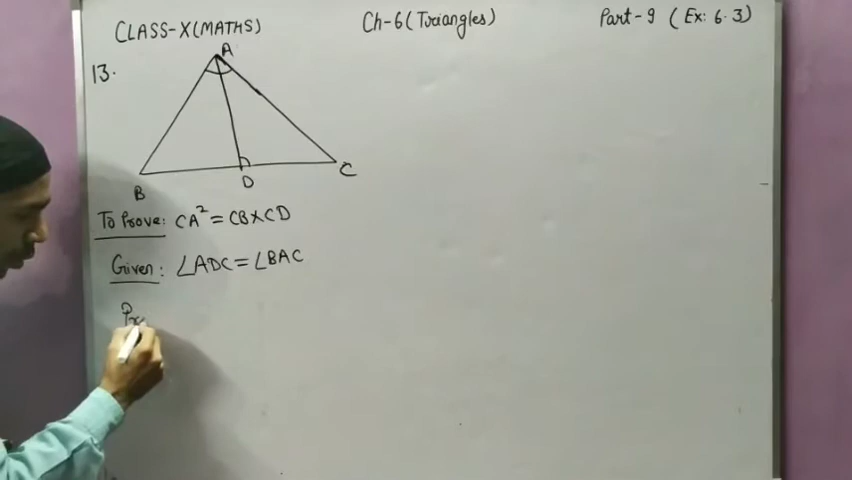 CLASS-X(MATHS) Ch-6(Triangles) Part-9 (Ex: 6.3)
13.
A
B D C
To Prove: CA² = CB×CD
Given: ∠ADC = ∠BAC